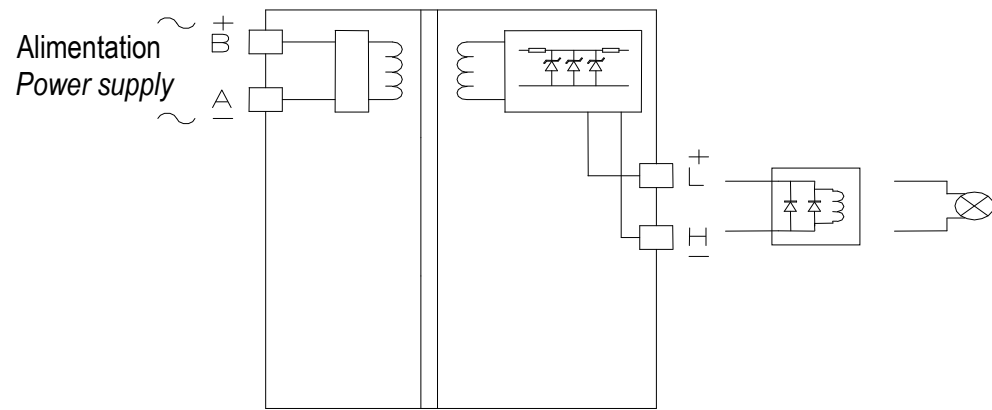 Alimentation
Power supply
~ +
B
A
~ −
+
L
H
−